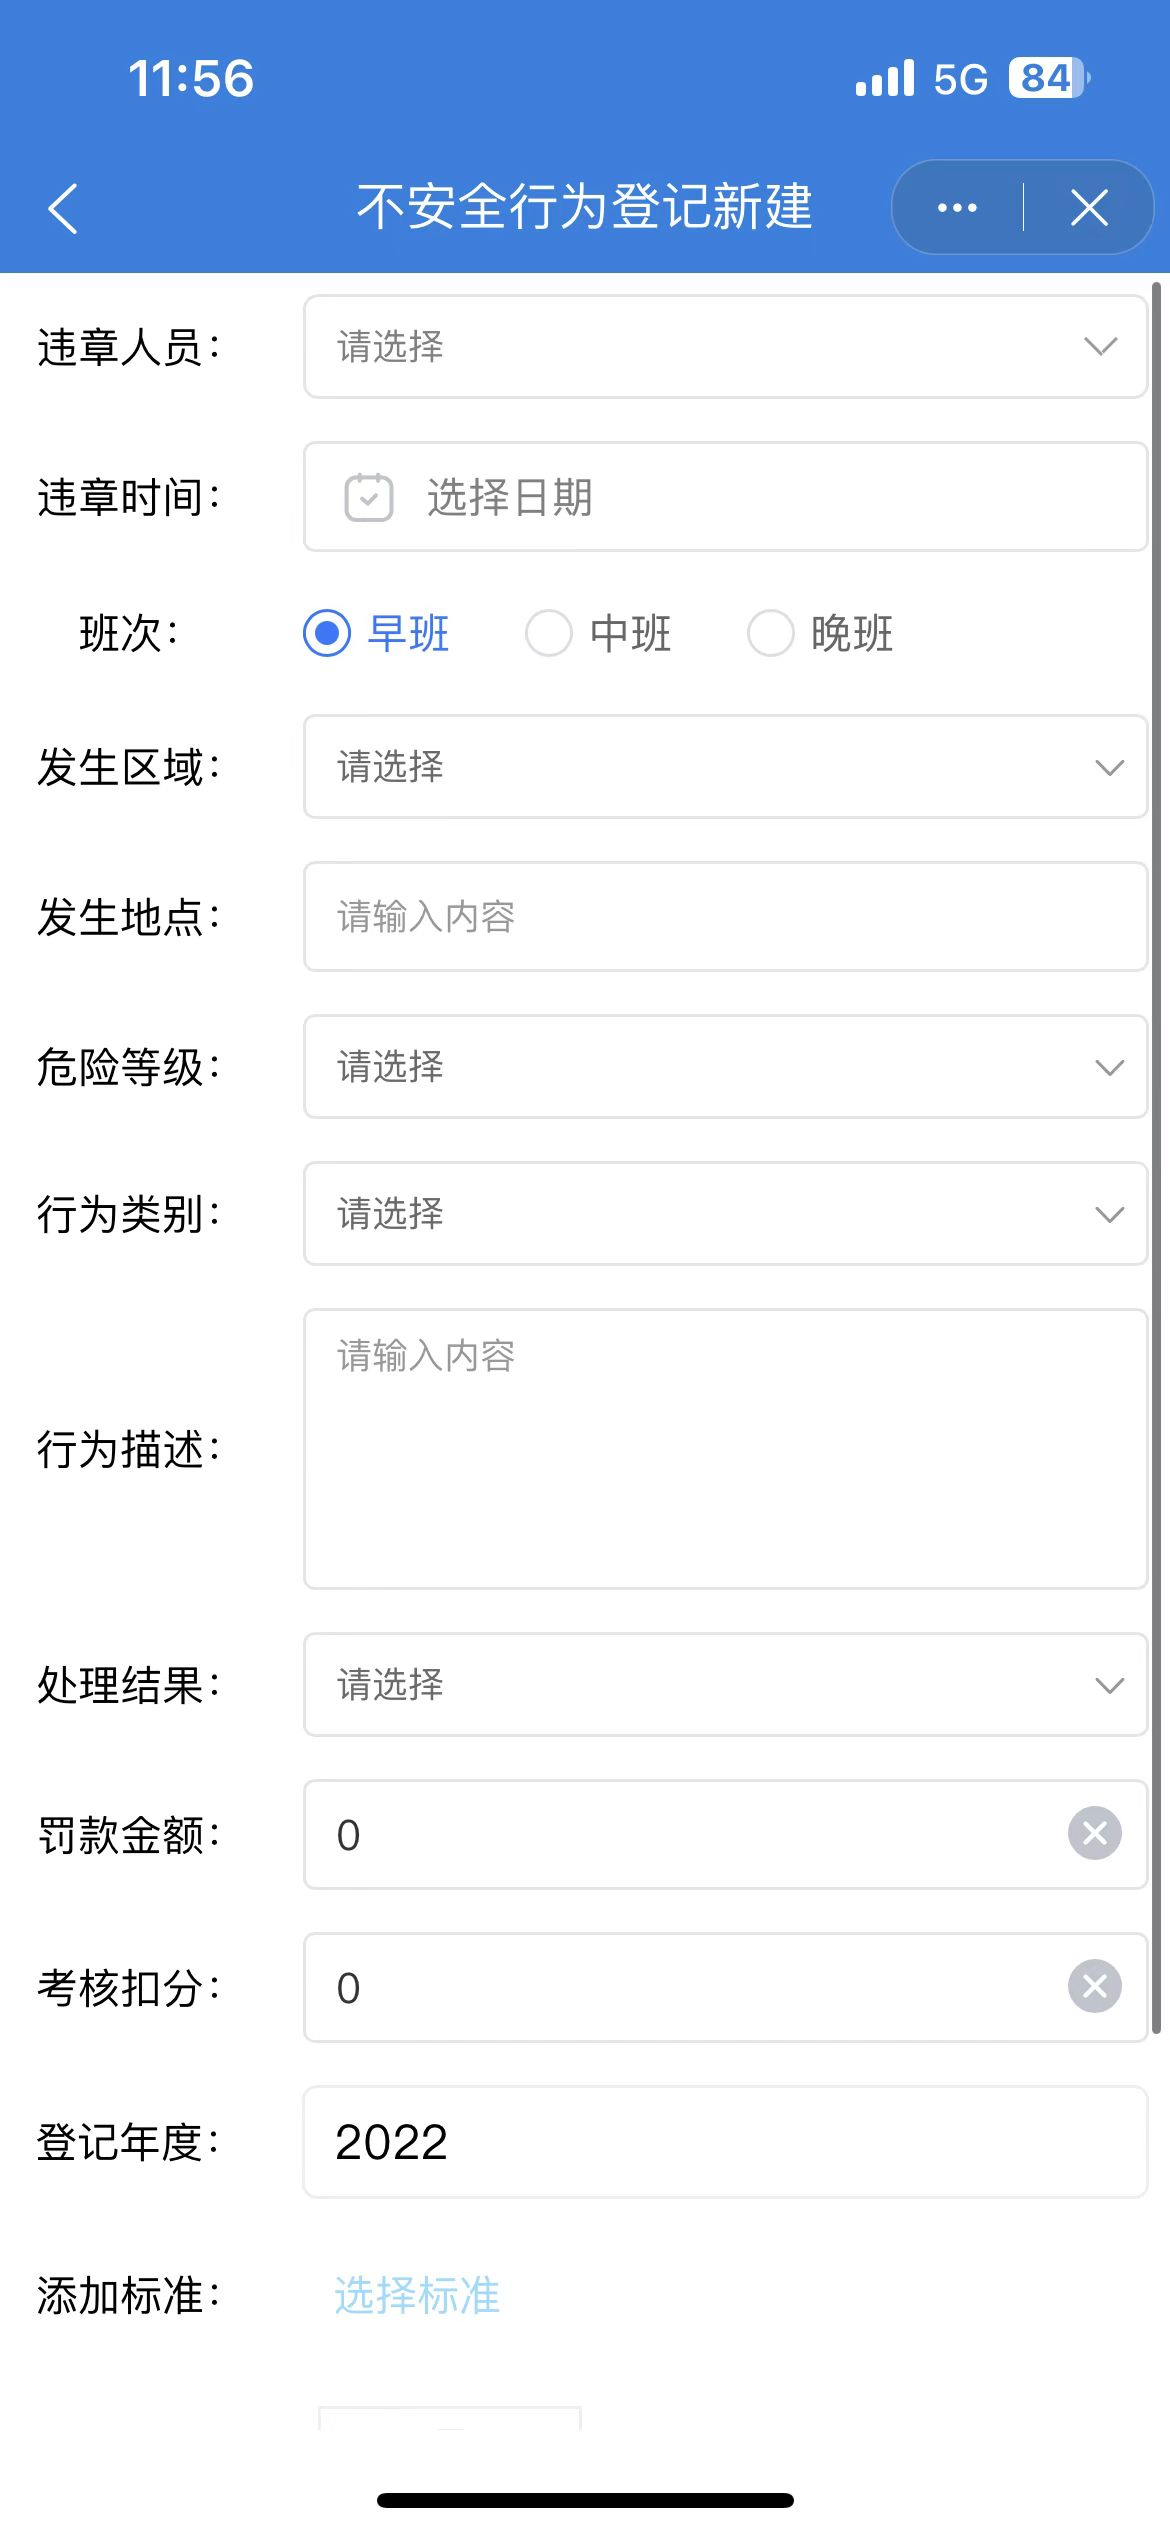 11:56
5G 84
不安全行为登记新建
违章人员: 请选择
违章时间: 选择日期
班次: 早班 中班 晚班
发生区域: 请选择
发生地点: 请输入内容
危险等级: 请选择
行为类别: 请选择
请输入内容
行为描述:
处理结果: 请选择
罚款金额: 0
考核扣分: 0
登记年度: 2022
添加标准: 选择标准